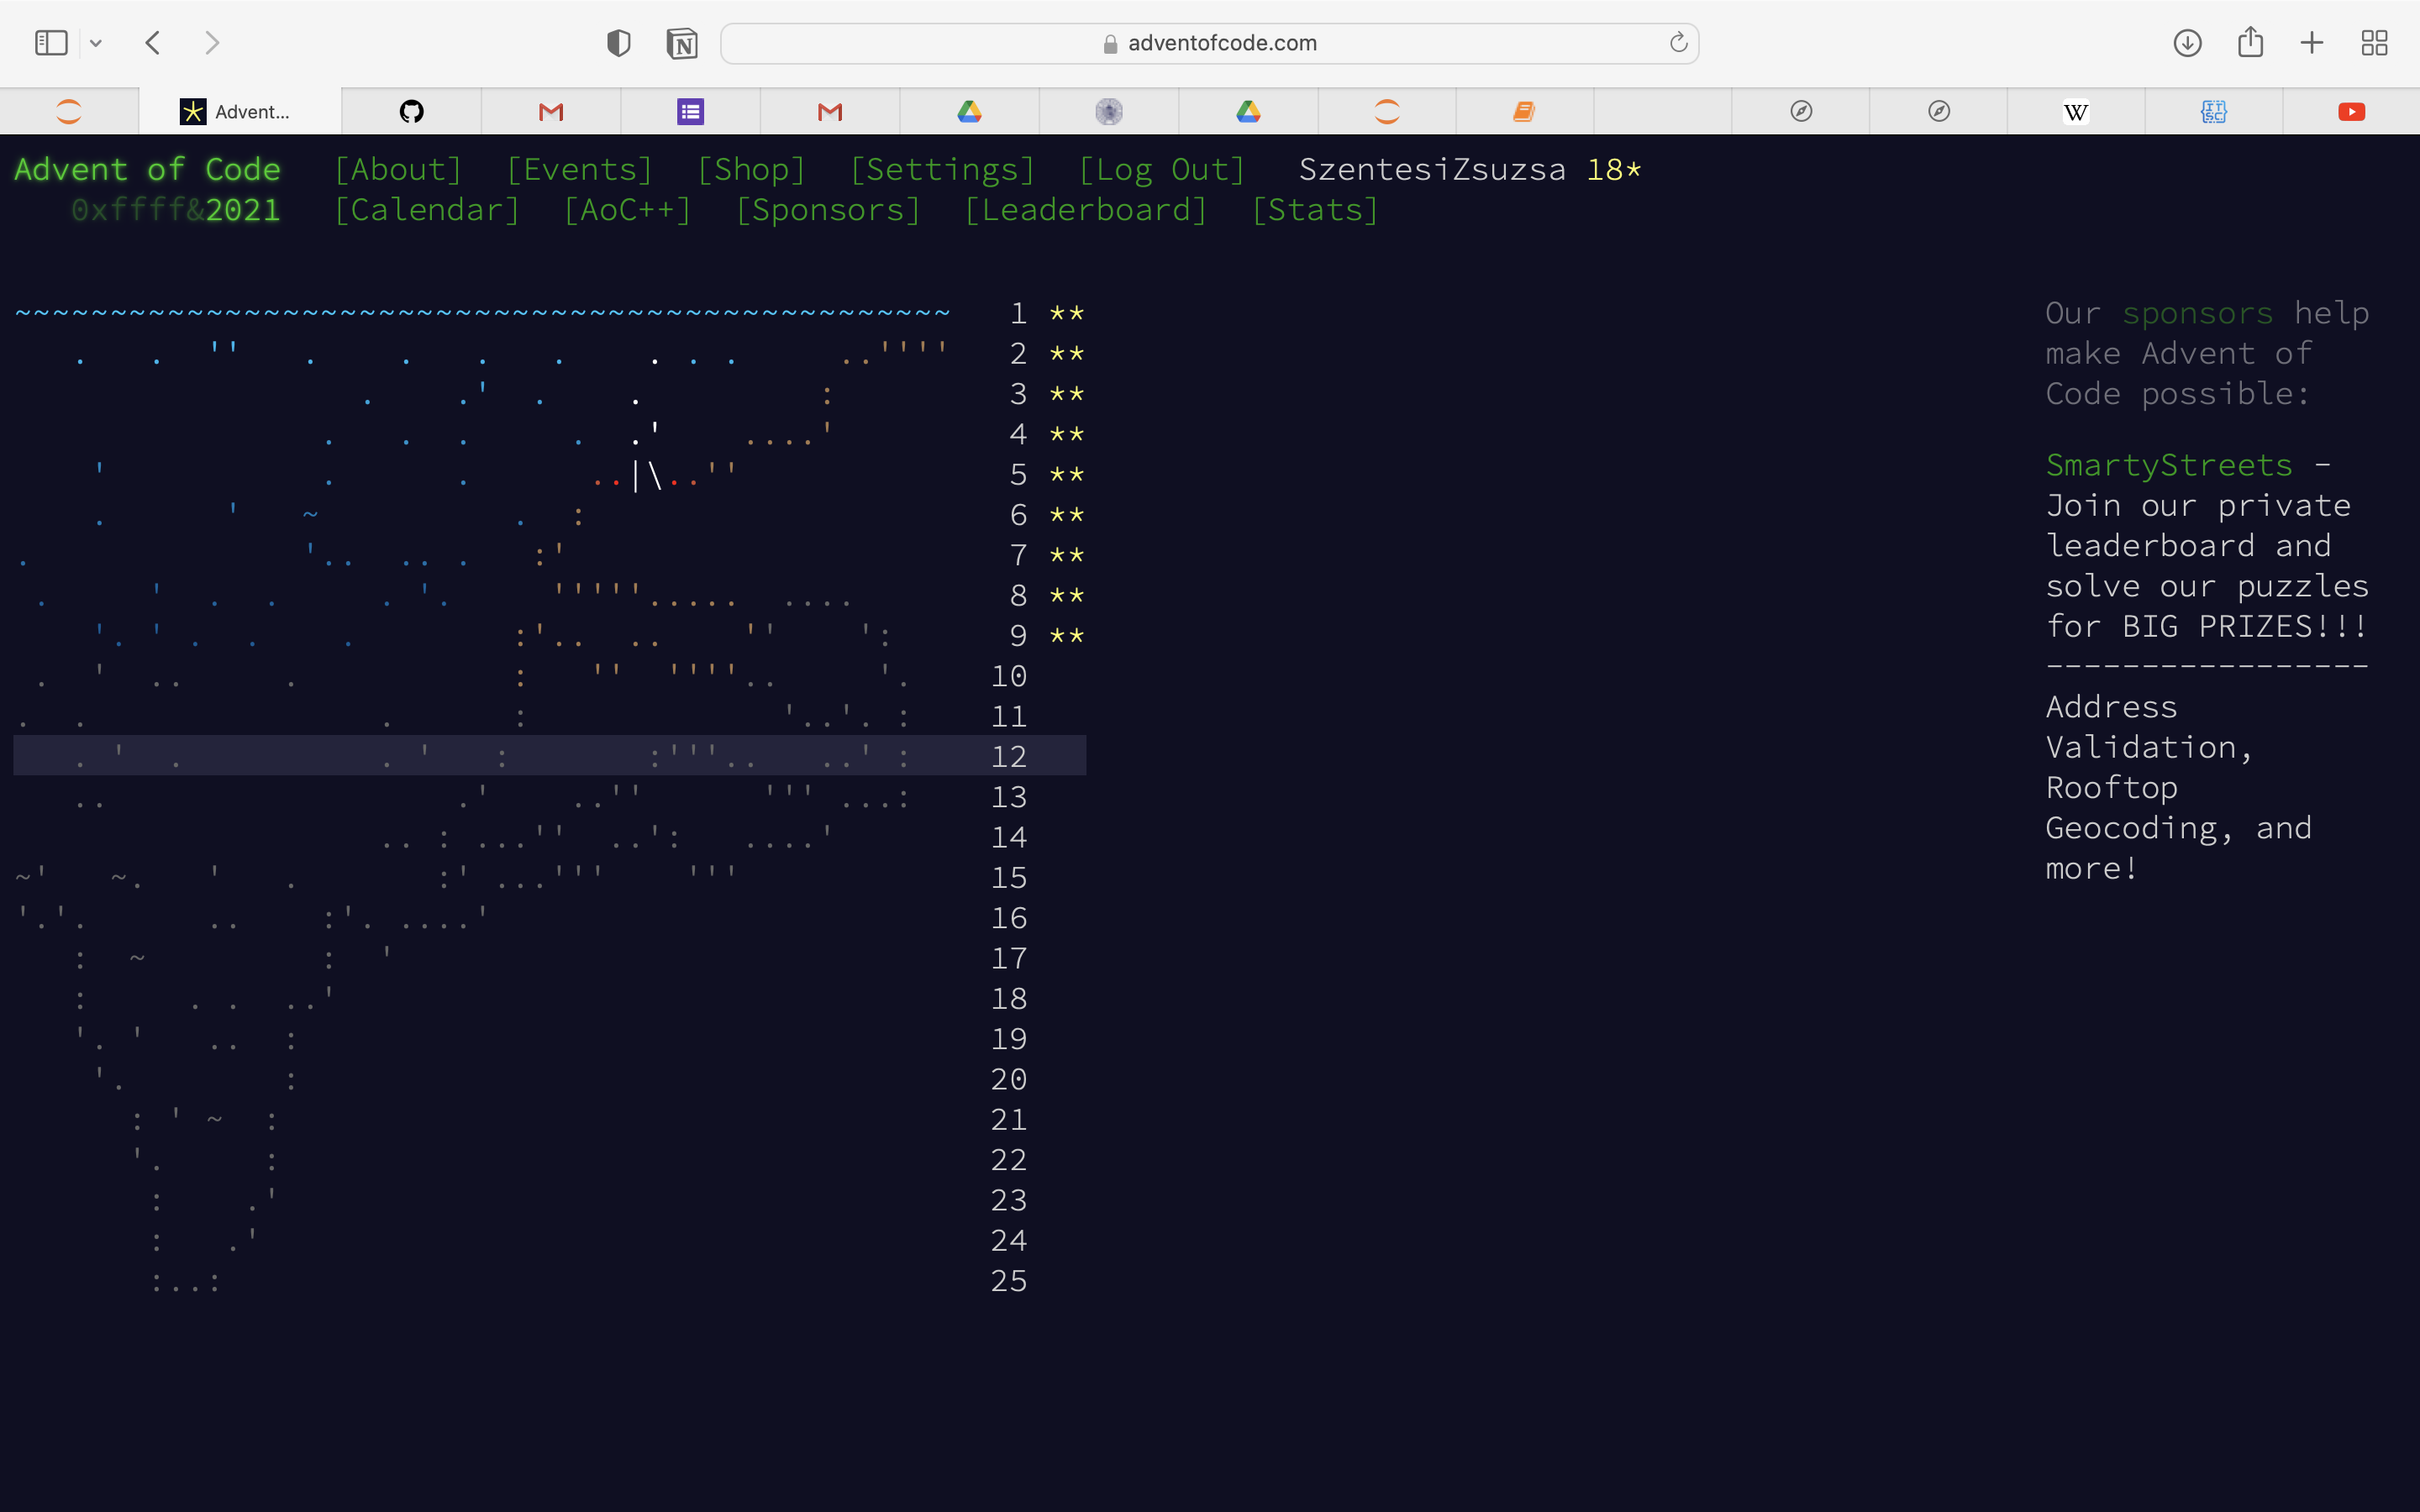 adventofcode.com
Advent...
Advent of Code [About] [Events] [Shop] [Settings] [Log Out] SzentesiZsuzsa 18*
0xffff&2021 [Calendar] [AoC++] [Sponsors] [Leaderboard] [Stats]
1 **
2 **
3 **
4 **
5 **
6 **
7 **
8 **
9 **
10
11
12
13
14
15
16
17
18
19
20
21
22
23
24
25
Our sponsors help
make Advent of
Code possible:
SmartyStreets -
Join our private
leaderboard and
solve our puzzles
for BIG PRIZES!!!
-----------------
Address
Validation,
Rooftop
Geocoding, and
more!